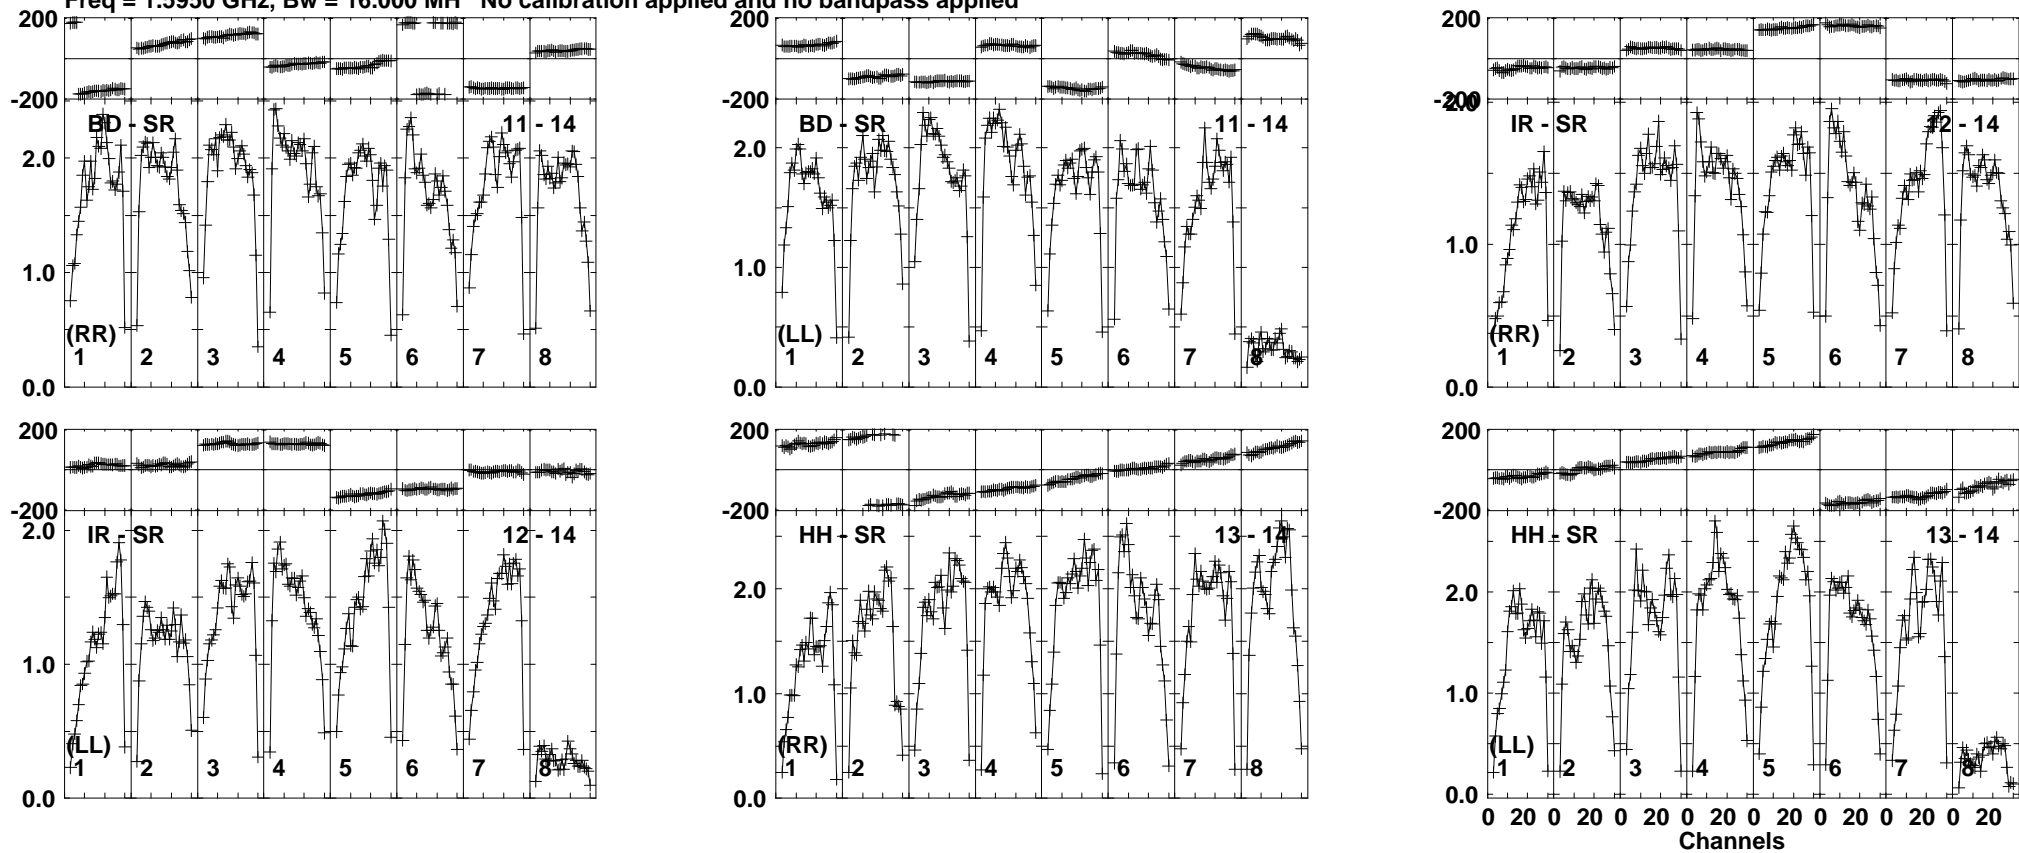 Freq = 1.5950 GHz, Bw = 16.000 MH No calibration applied and no bandpass applied
200 200 200
-200 -200 -200
BD - SR 11 - 14 BD - SR 11 - 14 IR - SR 12 - 14
2.0 2.0 2.0
1.0 1.0 1.0
(RR) (LL) (RR)
1 2 3 4 5 6 7 8 1 2 3 4 5 6 7 8 1 2 3 4 5 6 7 8
0.0 0.0 0.0
200 200 200
-200 -200 -200
IR - SR 12 - 14 HH - SR 13 - 14 HH - SR 13 - 14
2.0 2.0 2.0
1.0 1.0 1.0
(LL) (RR) (LL)
1 2 3 4 5 6 7 8 1 2 3 4 5 6 7 8 1 2 3 4 5 6 7 8
0.0 0.0 0.0
0 20 0 20 0 20 0 20 0 20 0 20 0 20 0 20
Channels